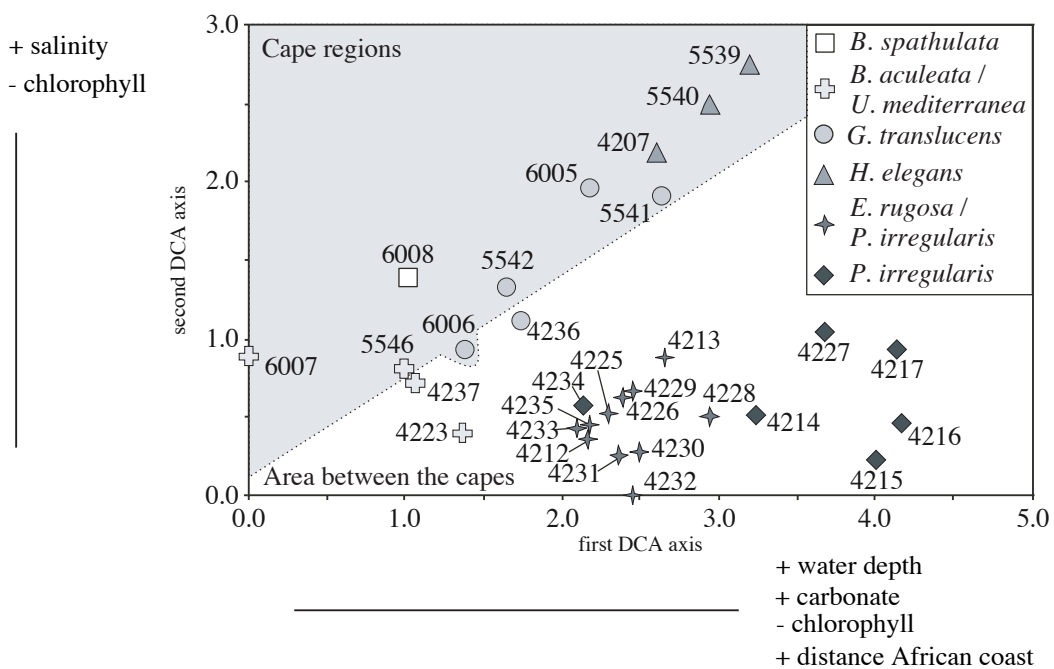 + salinity
- chlorophyll
second DCA axis
3.0
2.0
1.0
0.0
Cape regions
5539
5540
4207
6005
5541
6008
5542
6006
4236
5546
6007
4237
4223
4213
4225
4234
4229
4228
4226
4235
4233
4212
4231
4230
4232
4227
4217
4214
4216
4215
Area between the capes
B. spathulata
B. aculeata /
U. mediterranea
G. translucens
H. elegans
E. rugosa /
P. irregularis
P. irregularis
0.0 1.0 2.0 3.0 4.0 5.0
first DCA axis
+ water depth
+ carbonate
- chlorophyll
+ distance African coast